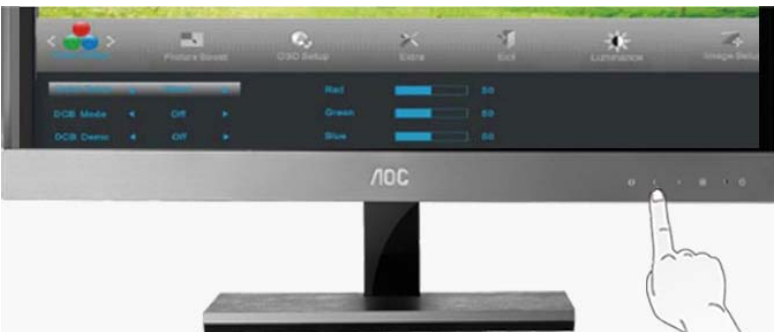 < >
Picture Boost
OSD Setup
Extra
Exit
Luminance
Image Setup
Red 50
DCB Mode Off Green 50
DCB Demo Off Blue 50
AOC